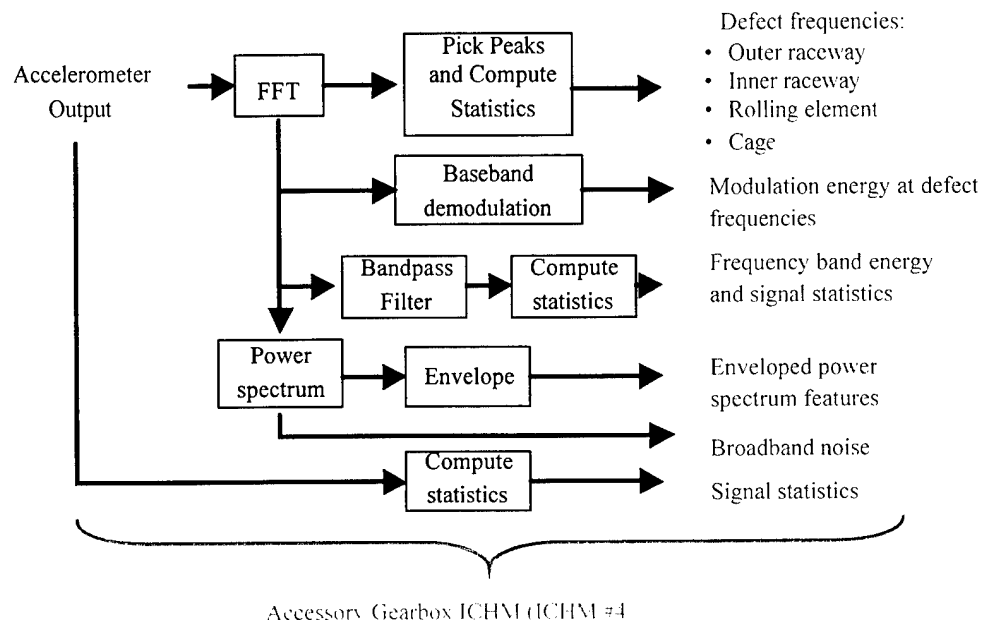 Accelerometer
Output
FFT
Pick Peaks
and Compute
Statistics
Defect frequencies:
• Outer raceway
• Inner raceway
• Rolling element
• Cage
Baseband
demodulation
Modulation energy at defect
frequencies
Bandpass
Filter
Compute
statistics
Frequency band energy
and signal statistics
Power
spectrum
Envelope
Enveloped power
spectrum features
Broadband noise
Compute
statistics
Signal statistics
Accessory Gearbox ICHM (ICHM #4